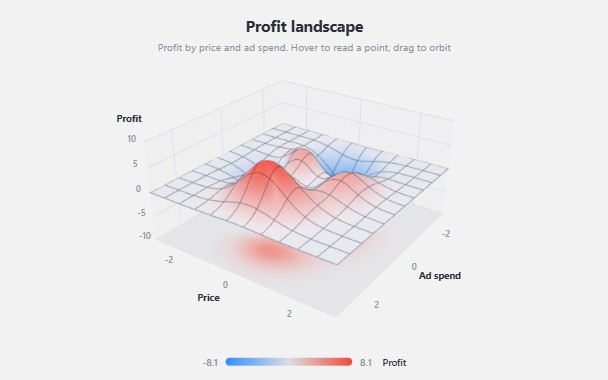 Profit landscape
Profit by price and ad spend. Hover to read a point, drag to orbit
Profit
10
5
0
-5
-10
-2
0
2
Price
-2
0
2
Ad spend
-8.1 8.1 Profit